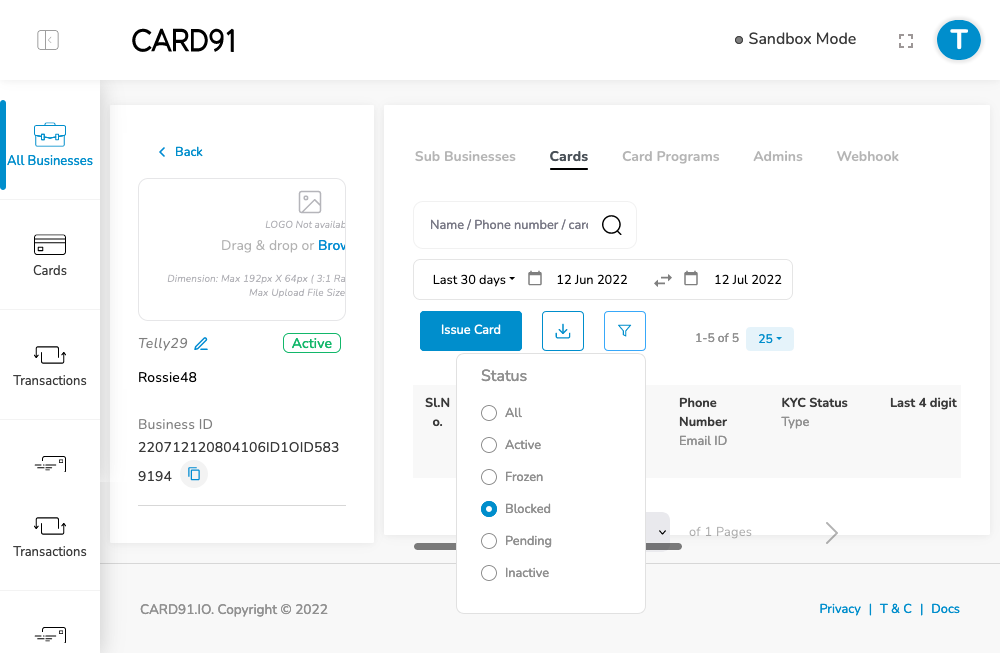 CARD91
Sandbox Mode
T
All Businesses
Cards
Transactions
Transactions
Back
LOGO Not availab
Drag & drop or Brov
Dimension: Max 192px X 64px ( 3:1 Ra
Max Upload File Size
Telly29
Active
Rossie48
Business ID
220712120804106ID1OID583
9194
Sub Businesses Cards Card Programs Admins Webhook
Name / Phone number / card
Last 30 days 12 Jun 2022 12 Jul 2022
Issue Card
1-5 of 5 25
Status
All
Active
Frozen
Blocked
Pending
Inactive
Sl.N
o.
Phone
Number
Email ID
KYC Status
Type
Last 4 digit
of 1 Pages
CARD91.IO. Copyright © 2022
Privacy | T & C | Docs